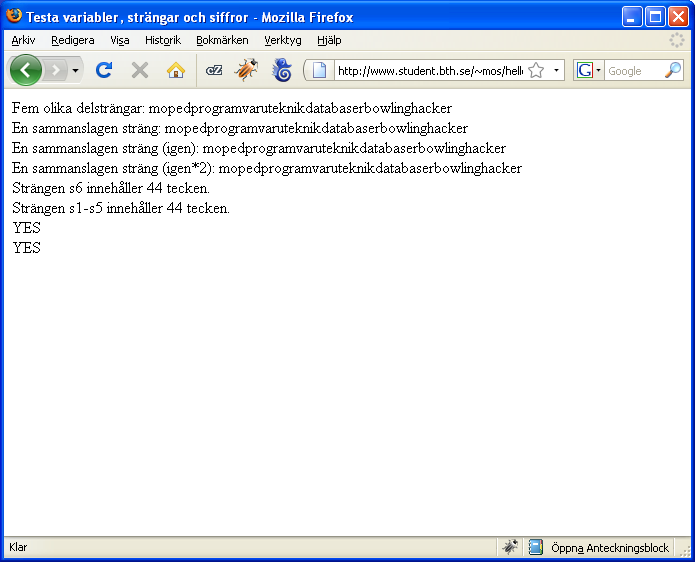 Testa variabler, strängar och siffror - Mozilla Firefox
Arkiv Redigera Visa Historik Bokmärken Verktyg Hjälp
http://www.student.bth.se/~mos/hell G Google
Fem olika delsträngar: mopedprogramvaruteknikdatabaserbowlinghacker
En sammanslagen sträng: mopedprogramvaruteknikdatabaserbowlinghacker
En sammanslagen sträng (igen): mopedprogramvaruteknikdatabaserbowlinghacker
En sammanslagen sträng (igen*2): mopedprogramvaruteknikdatabaserbowlinghacker
Strängen s6 innehåller 44 tecken.
Strängen s1-s5 innehåller 44 tecken.
YES
YES
Klar Öppna Anteckningsblock